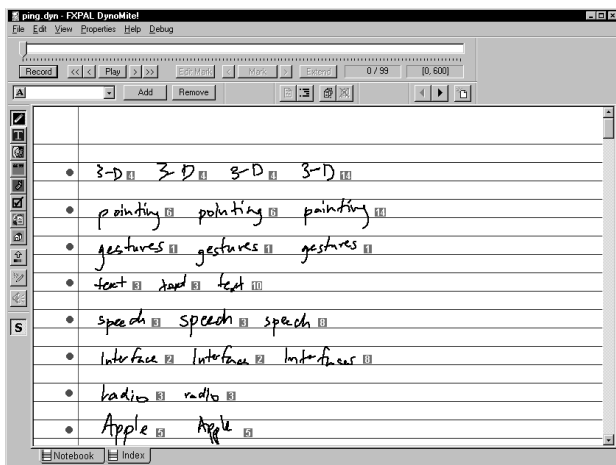 ping.dyn - FXPAL DynoMite!
File Edit View Properties Help Debug
Record << < Play > >> Edit Mark < Mark > Extend 0 / 99 [0, 600]
A Add Remove
3-D 4 3-D 4 3-D 4 3-D 14
pointing 6 pointing 6 pointing 14
gestures 1 gestures 1 gestures 1
text 3 text 3 text 10
speech 3 speech 3 speech 8
Interface 2 Interface 2 Interfaces 8
radio 3 radio 3
Apple 5 Apple 5
S
Notebook Index